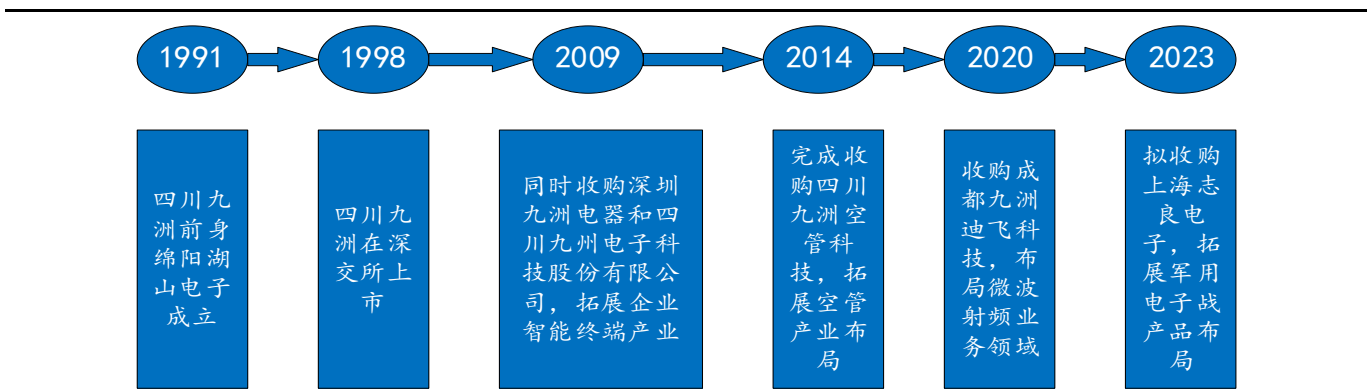 1991
1998
2009
2014
2020
2023
四川九
洲前身
绵阳湖
山电子
成立
四川九
洲在深
交所上
市
同时收购深圳
九洲电器和四
川九州电子科
技股份有限公
司，拓展企业
智能终端产业
完成收
购四川
九洲空
管科
技，拓
展空管
产业布
局
收购成
都九洲
迪飞科
技，布
局微波
射频业
务领域
拟收购
上海志
良电
子，拓
展军用
电子战
产品布
局